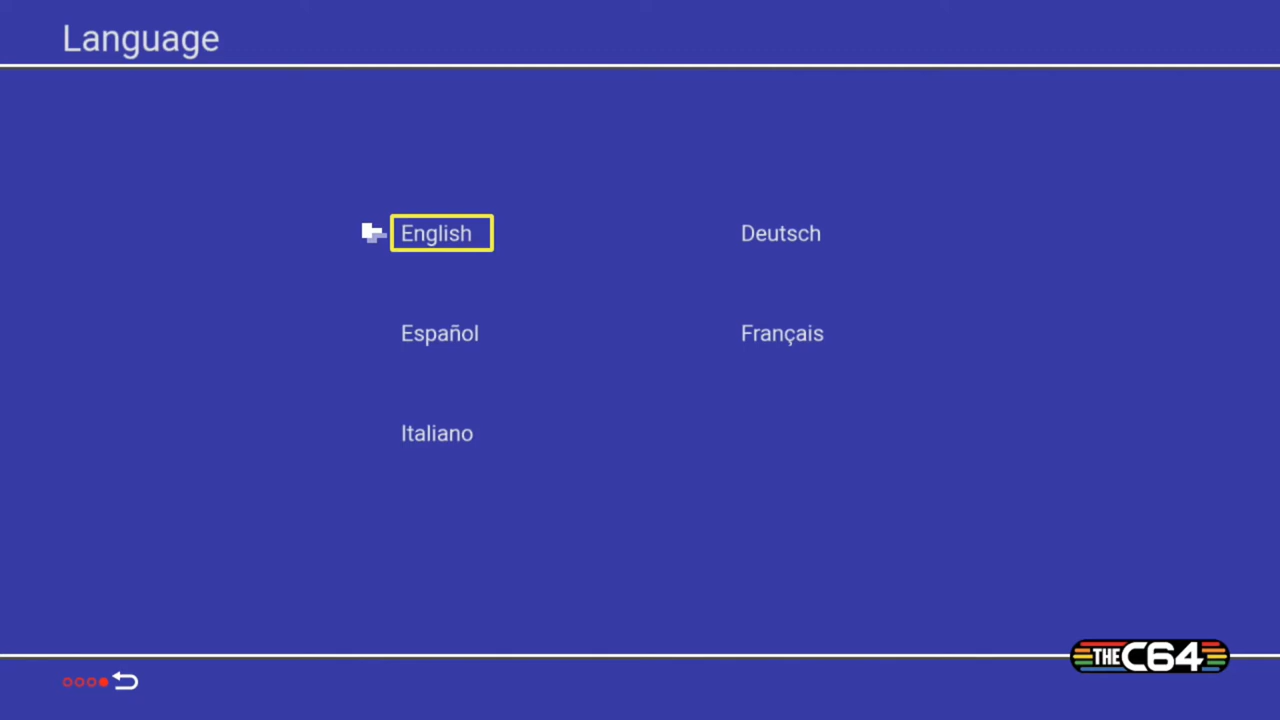 Language
English
Deutsch
Español
Français
Italiano
THEC64